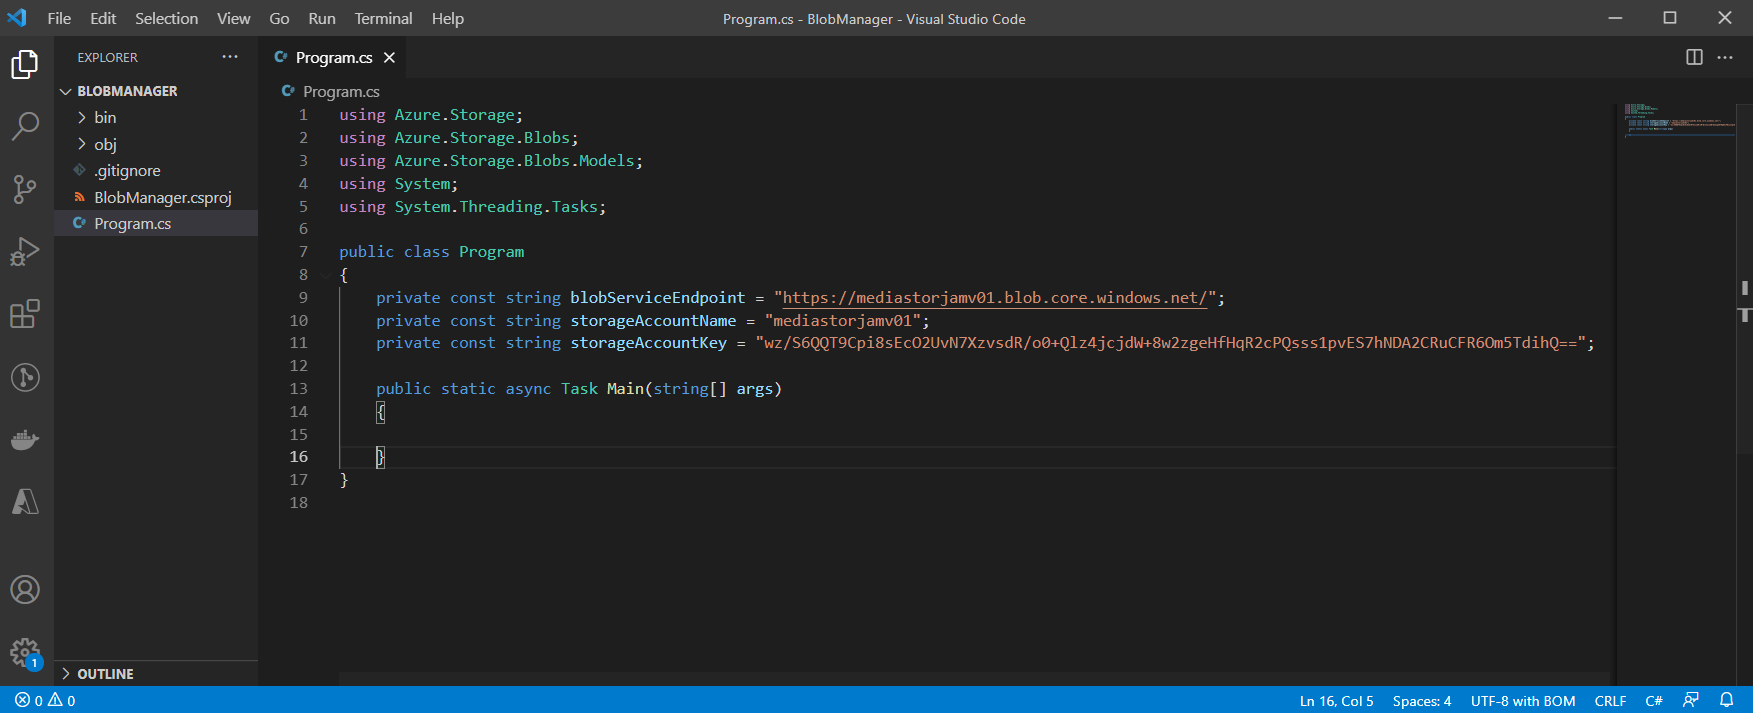 File Edit Selection View Go Run Terminal Help
Program.cs - BlobManager - Visual Studio Code
EXPLORER
BLOBMANAGER
bin
obj
.gitignore
BlobManager.csproj
Program.cs
OUTLINE
Program.cs
Program.cs
1 using Azure.Storage;
2 using Azure.Storage.Blobs;
3 using Azure.Storage.Blobs.Models;
4 using System;
5 using System.Threading.Tasks;
6
7 public class Program
8 {
9 private const string blobServiceEndpoint = "https://mediastorjamv01.blob.core.windows.net/";
10 private const string storageAccountName = "mediastorjamv01";
11 private const string storageAccountKey = "wz/S6QQT9Cpi8sEcO2UvN7XzvsdR/o0+Qlz4jcjdW+8w2zgeHfHqR2cPQsss1pvES7hNDA2CRuCFR6Om5TdihQ==";
12
13 public static async Task Main(string[] args)
14 {
15
16 }
17 }
18
1
0 0
Ln 16, Col 5 Spaces: 4 UTF-8 with BOM CRLF C#